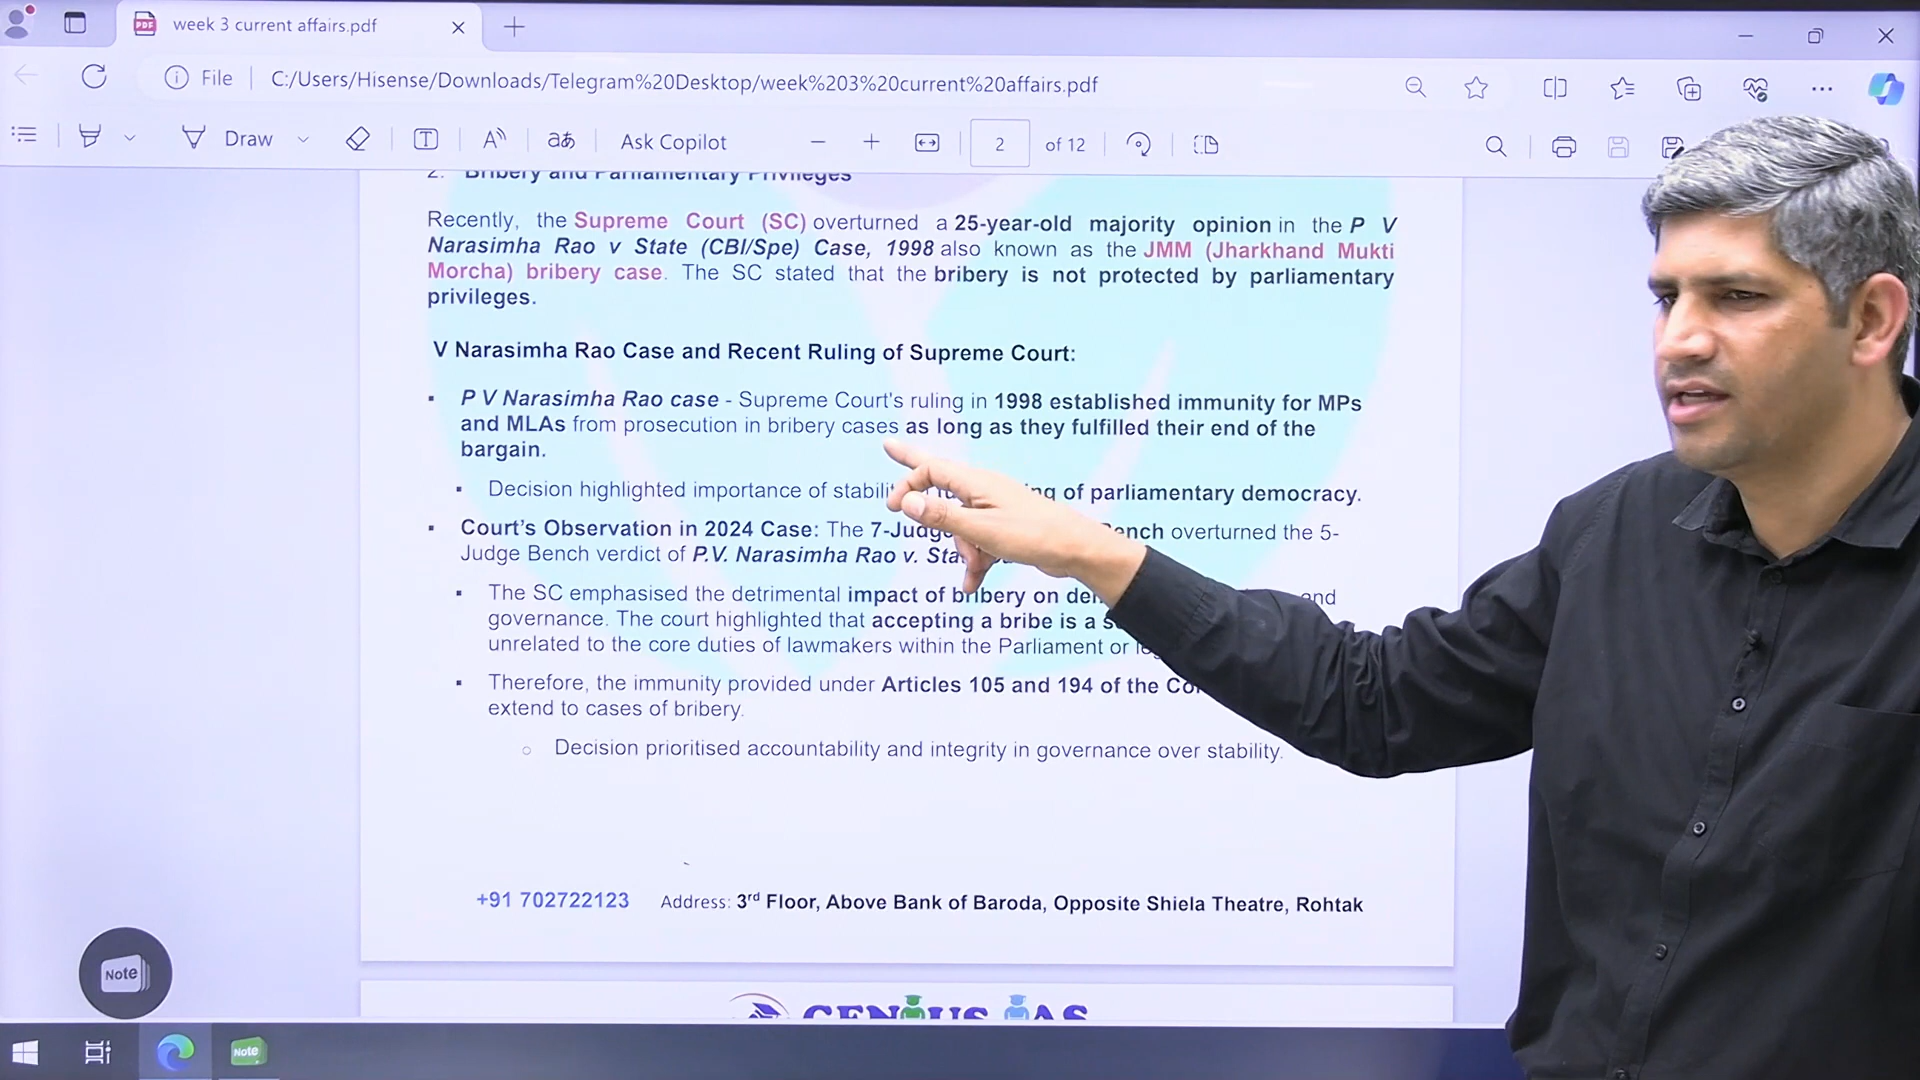 week 3 current affairs.pdf
File
C:/Users/Hisense/Downloads/Telegram%20Desktop/week%203%20current%20affairs.pdf
Draw
Ask Copilot
2
of 12
2. Bribery and Parliamentary Privileges
Recently, the Supreme Court (SC) overturned a 25-year-old majority opinion in the P V
Narasimha Rao v State (CBI/Spe) Case, 1998 also known as the JMM (Jharkhand Mukti
Morcha) bribery case. The SC stated that the bribery is not protected by parliamentary
privileges.
V Narasimha Rao Case and Recent Ruling of Supreme Court:
▪ P V Narasimha Rao case - Supreme Court's ruling in 1998 established immunity for MPs
and MLAs from prosecution in bribery cases as long as they fulfilled their end of the
bargain.
▪ Decision highlighted importance of of parliamentary democracy.
▪ Court's Observation in 2024 Case: The overturned the 5-
Judge Bench verdict of P.V. Narasimha Rao v.
▪ The SC emphasised the detrimental impact of bribery on
governance. The court highlighted that accepting a bribe is a
unrelated to the core duties of lawmakers within the Parliament or
▪ Therefore, the immunity provided under Articles 105 and 194 of the
extend to cases of bribery.
○ Decision prioritised accountability and integrity in governance over stability.
+91 702722123 Address: 3rd Floor, Above Bank of Baroda, Opposite Shiela Theatre, Rohtak
Note
GENIUS IAS
Note